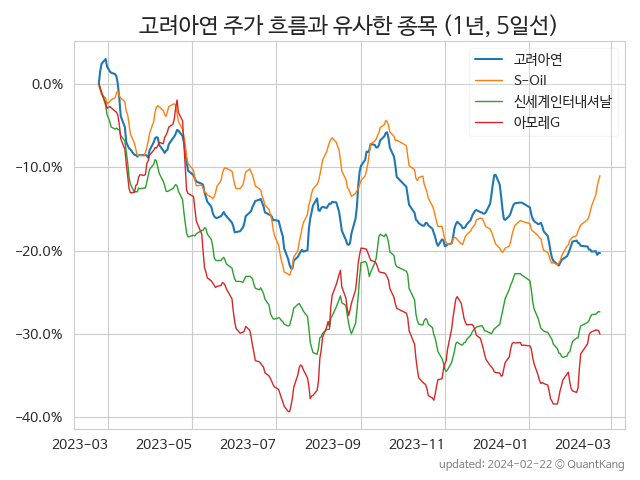 고려아연 주가 흐름과 유사한 종목 (1년, 5일선)
고려아연
S-Oil
신세계인터내셔날
아모레G
0.0%
−10.0%
−20.0%
−30.0%
−40.0%
2023-03 2023-05 2023-07 2023-09 2023-11 2024-01 2024-03
updated: 2024-02-22 © QuantKang